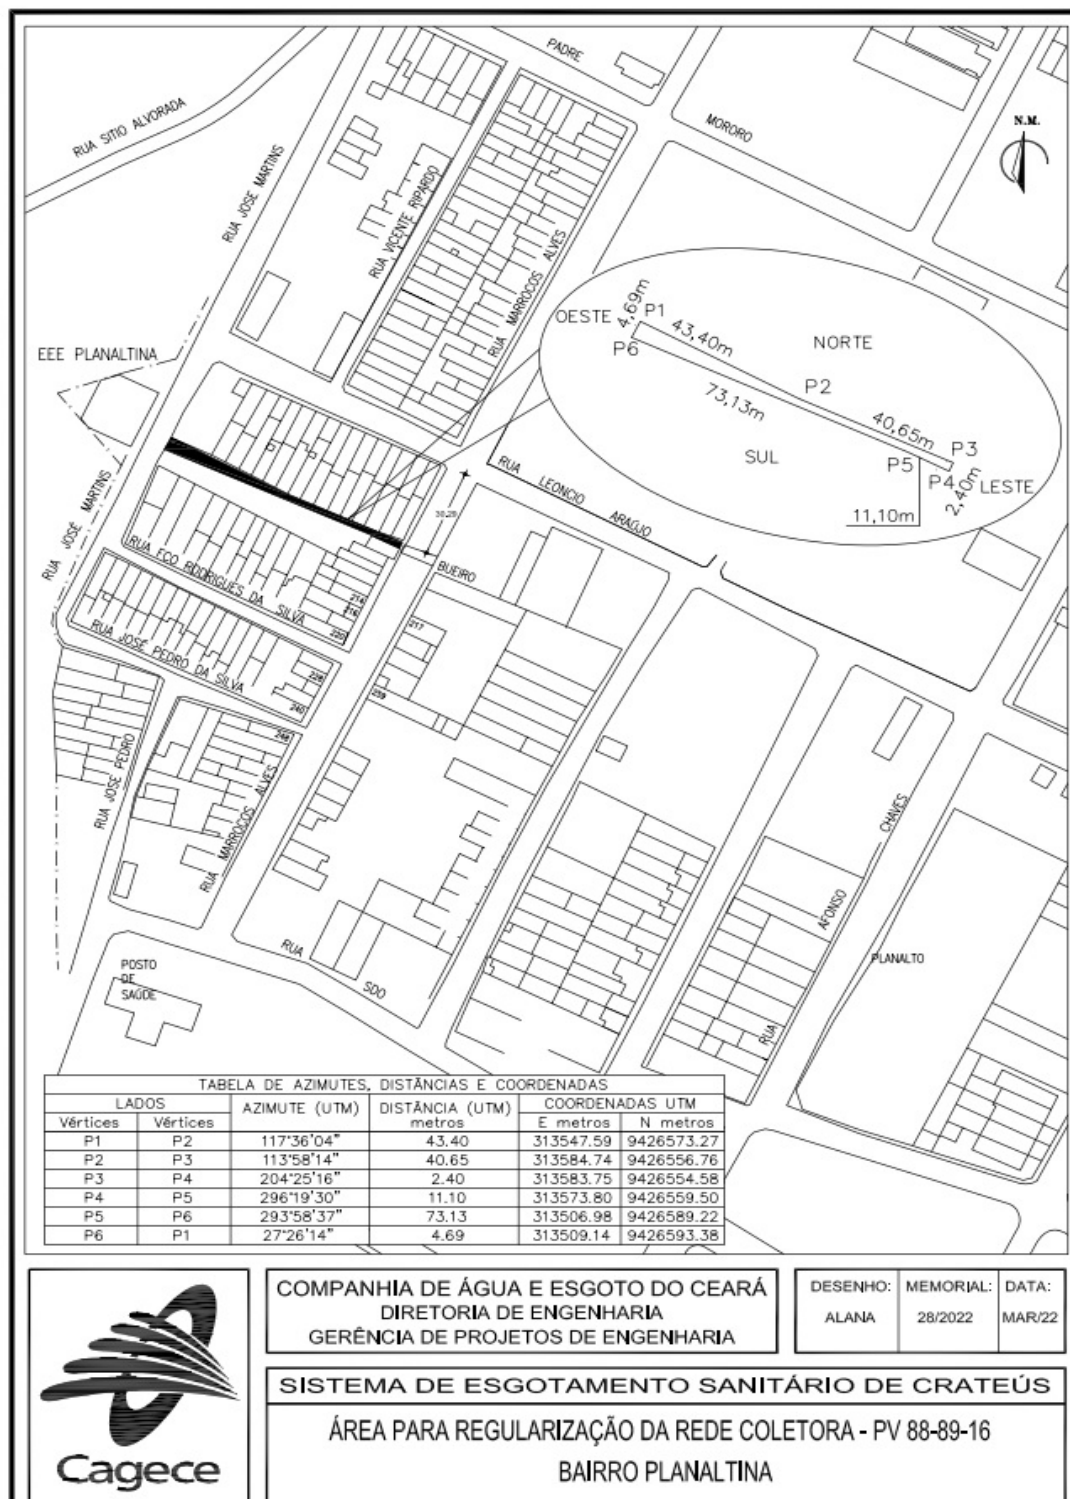 PADRE
RUA SITIO ALVORADA
MORORO
N.M.
RUA JOSE MARTINS
RUA VICENTE RIPARDO
RUA MARROCOS ALVES
OESTE
4,69m
P1
43,40m
NORTE
P6
P2
73,13m
40,65m
SUL
P3
P5
P4
2,40m
LESTE
11,10m
EEE PLANALTINA
RUA LEONCIO ARAÚJO
30.29
RUA JOSÉ MARTINS
BUEIRO
RUA FCO RODRIGUES DA SILVA
214
216
220
217
RUA JOSÉ PEDRO DA SILVA
228
240
259
248
RUA JOSE PEDRO
RUA MARROCOS ALVES
RUA AFONSO CHAVES
RUA SDO
POSTO
DE
SAÚDE
PLANALTO
TABELA DE AZIMUTES, DISTÂNCIAS E COORDENADAS
LADOS AZIMUTE (UTM) DISTÂNCIA (UTM) metros COORDENADAS UTM
Vértices Vértices E metros N metros
P1 P2 117°36'04" 43.40 313547.59 9426573.27
P2 P3 113°58'14" 40.65 313584.74 9426556.76
P3 P4 204°25'16" 2.40 313583.75 9426554.58
P4 P5 296°19'30" 11.10 313573.80 9426559.50
P5 P6 293°58'37" 73.13 313506.98 9426589.22
P6 P1 27°26'14" 4.69 313509.14 9426593.38
Cagece
COMPANHIA DE ÁGUA E ESGOTO DO CEARÁ
DIRETORIA DE ENGENHARIA
GERÊNCIA DE PROJETOS DE ENGENHARIA
DESENHO: MEMORIAL: DATA:
ALANA 28/2022 MAR/22
SISTEMA DE ESGOTAMENTO SANITÁRIO DE CRATEÚS
ÁREA PARA REGULARIZAÇÃO DA REDE COLETORA - PV 88-89-16
BAIRRO PLANALTINA